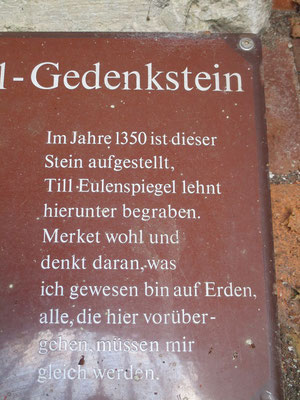 l-Gedenkstein
Im Jahre 1350 ist dieser
Stein aufgestellt,
Till Eulenspiegel lehnt
hierunter begraben.
Merket wohl und
denkt daran, was
ich gewesen bin auf Erden,
alle, die hier vorüber-
gehen, müssen mir
gleich werden.